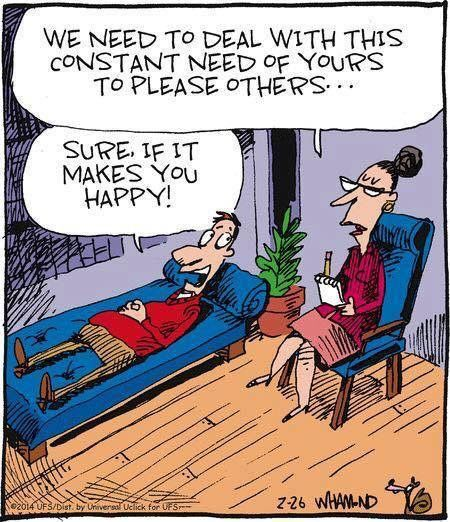 WE NEED TO DEAL WITH THIS
CONSTANT NEED OF YOURS
TO PLEASE OTHERS...
SURE, IF IT
MAKES YOU
HAPPY!
©2014 UFS/Dist. by Universal Uclick for UFS
2-26 WHAMOND